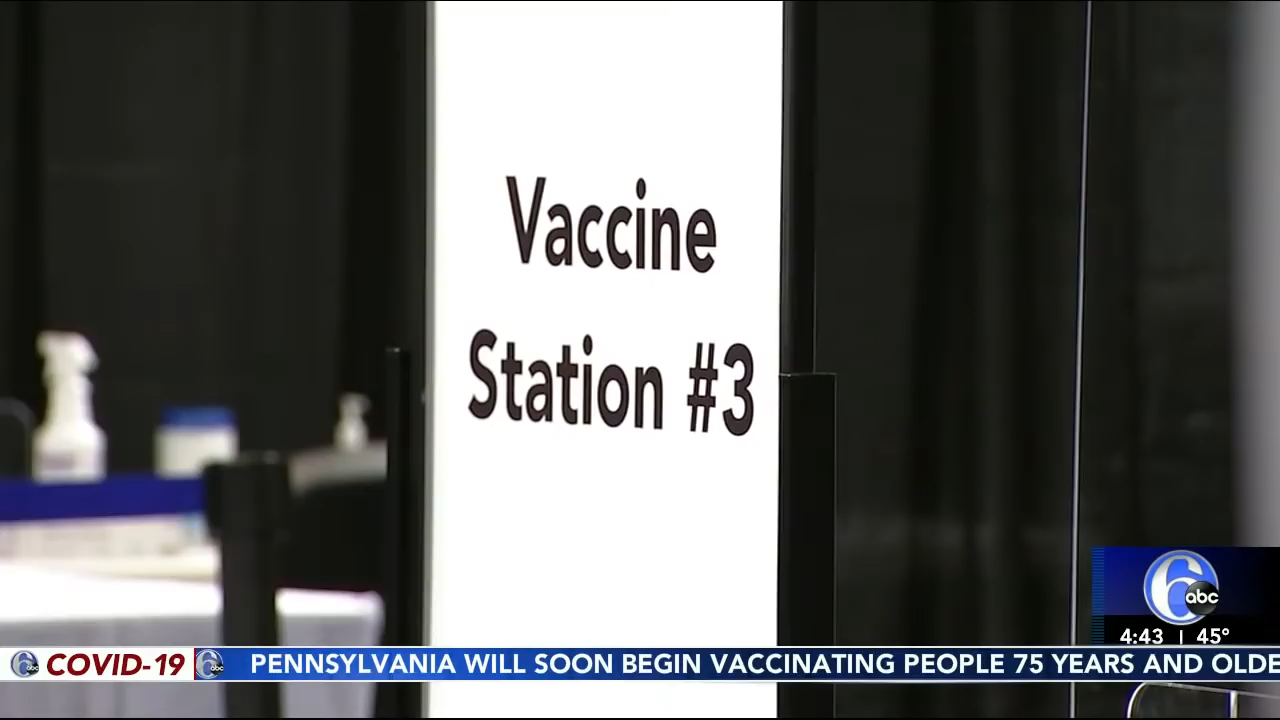 Vaccine
Station #3
6abc
4:43 | 45°
COVID-19 PENNSYLVANIA WILL SOON BEGIN VACCINATING PEOPLE 75 YEARS AND OLDE